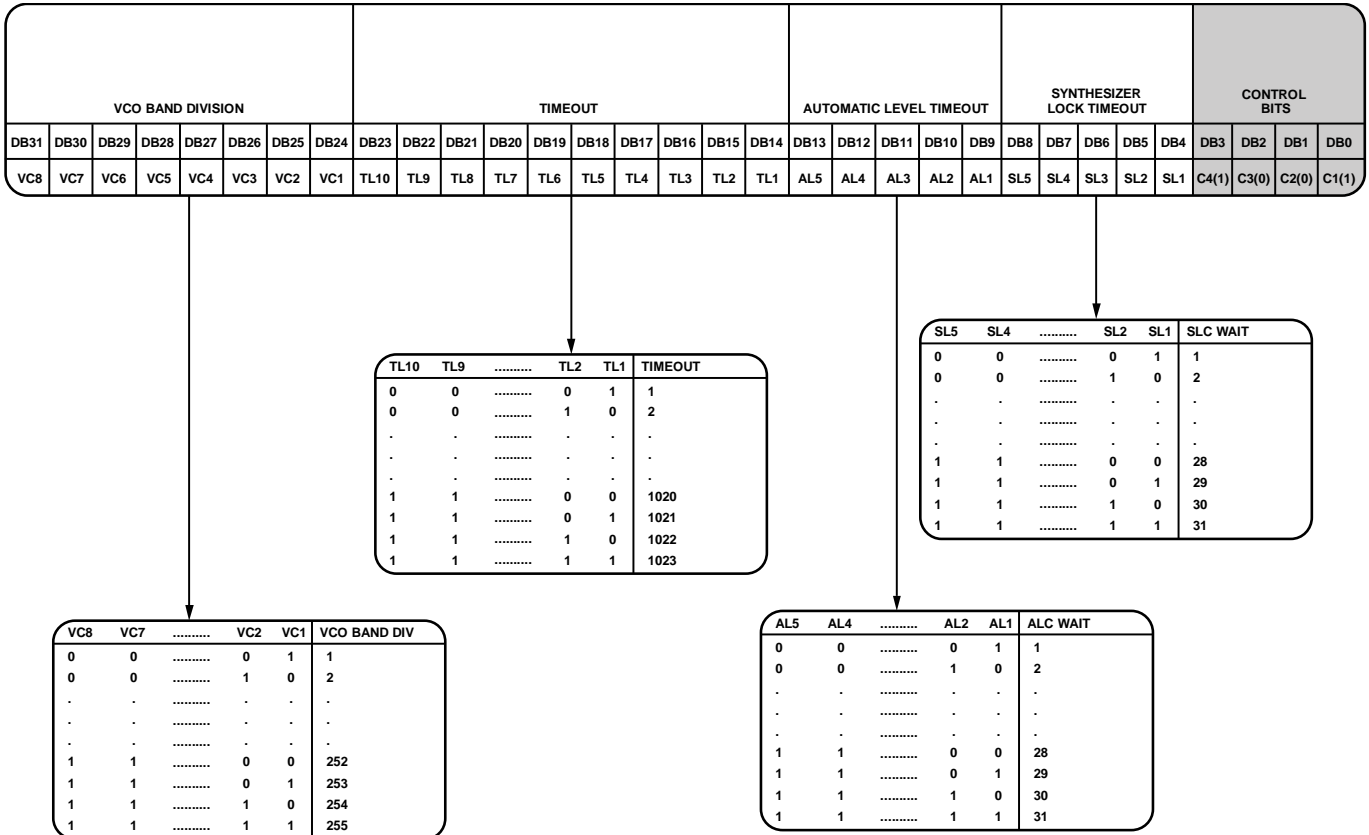 VCO BAND DIVISION
TIMEOUT
AUTOMATIC LEVEL TIMEOUT
SYNTHESIZER
LOCK TIMEOUT
CONTROL
BITS
DB31 DB30 DB29 DB28 DB27 DB26 DB25 DB24 DB23 DB22 DB21 DB20 DB19 DB18 DB17 DB16 DB15 DB14 DB13 DB12 DB11 DB10 DB9 DB8 DB7 DB6 DB5 DB4 DB3 DB2 DB1 DB0
VC8 VC7 VC6 VC5 VC4 VC3 VC2 VC1 TL10 TL9 TL8 TL7 TL6 TL5 TL4 TL3 TL2 TL1 AL5 AL4 AL3 AL2 AL1 SL5 SL4 SL3 SL2 SL1 C4(1) C3(0) C2(0) C1(1)
SL5 SL4 .......... SL2 SL1 SLC WAIT
0 0 .......... 0 1 1
0 0 .......... 1 0 2
. . .......... . . .
. . .......... . . .
. . .......... . . .
1 1 .......... 0 0 28
1 1 .......... 0 1 29
1 1 .......... 1 0 30
1 1 .......... 1 1 31
TL10 TL9 .......... TL2 TL1 TIMEOUT
0 0 .......... 0 1 1
0 0 .......... 1 0 2
. . .......... . . .
. . .......... . . .
. . .......... . . .
1 1 .......... 0 0 1020
1 1 .......... 0 1 1021
1 1 .......... 1 0 1022
1 1 .......... 1 1 1023
VC8 VC7 .......... VC2 VC1 VCO BAND DIV
0 0 .......... 0 1 1
0 0 .......... 1 0 2
. . .......... . . .
. . .......... . . .
. . .......... . . .
1 1 .......... 0 0 252
1 1 .......... 0 1 253
1 1 .......... 1 0 254
1 1 .......... 1 1 255
AL5 AL4 .......... AL2 AL1 ALC WAIT
0 0 .......... 0 1 1
0 0 .......... 1 0 2
. . .......... . . .
. . .......... . . .
. . .......... . . .
1 1 .......... 0 0 28
1 1 .......... 0 1 29
1 1 .......... 1 0 30
1 1 .......... 1 1 31